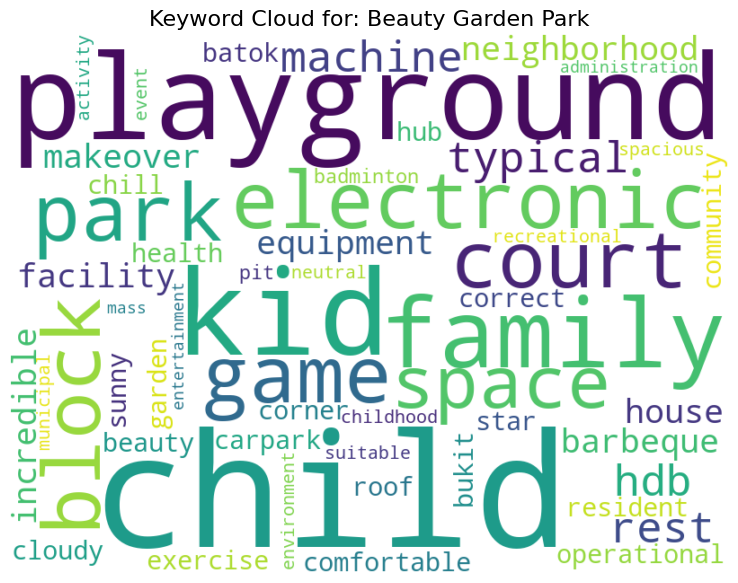 Keyword Cloud for: Beauty Garden Park
activity
event
batok
machine
neighborhood
administration
playground
hub
makeover
typical
spacious
chill
badminton
park
electronic
community
health
equipment
recreational
court
facility
pit
neutral
correct
mass
kid
family
block
entertainment
game
space
incredible
municipal
sunny
garden
corner
childhood
star
house
beauty
carpark
suitable
bukit
barbeque
child
roof
hdb
environment
resident
rest
cloudy
exercise
comfortable
operational